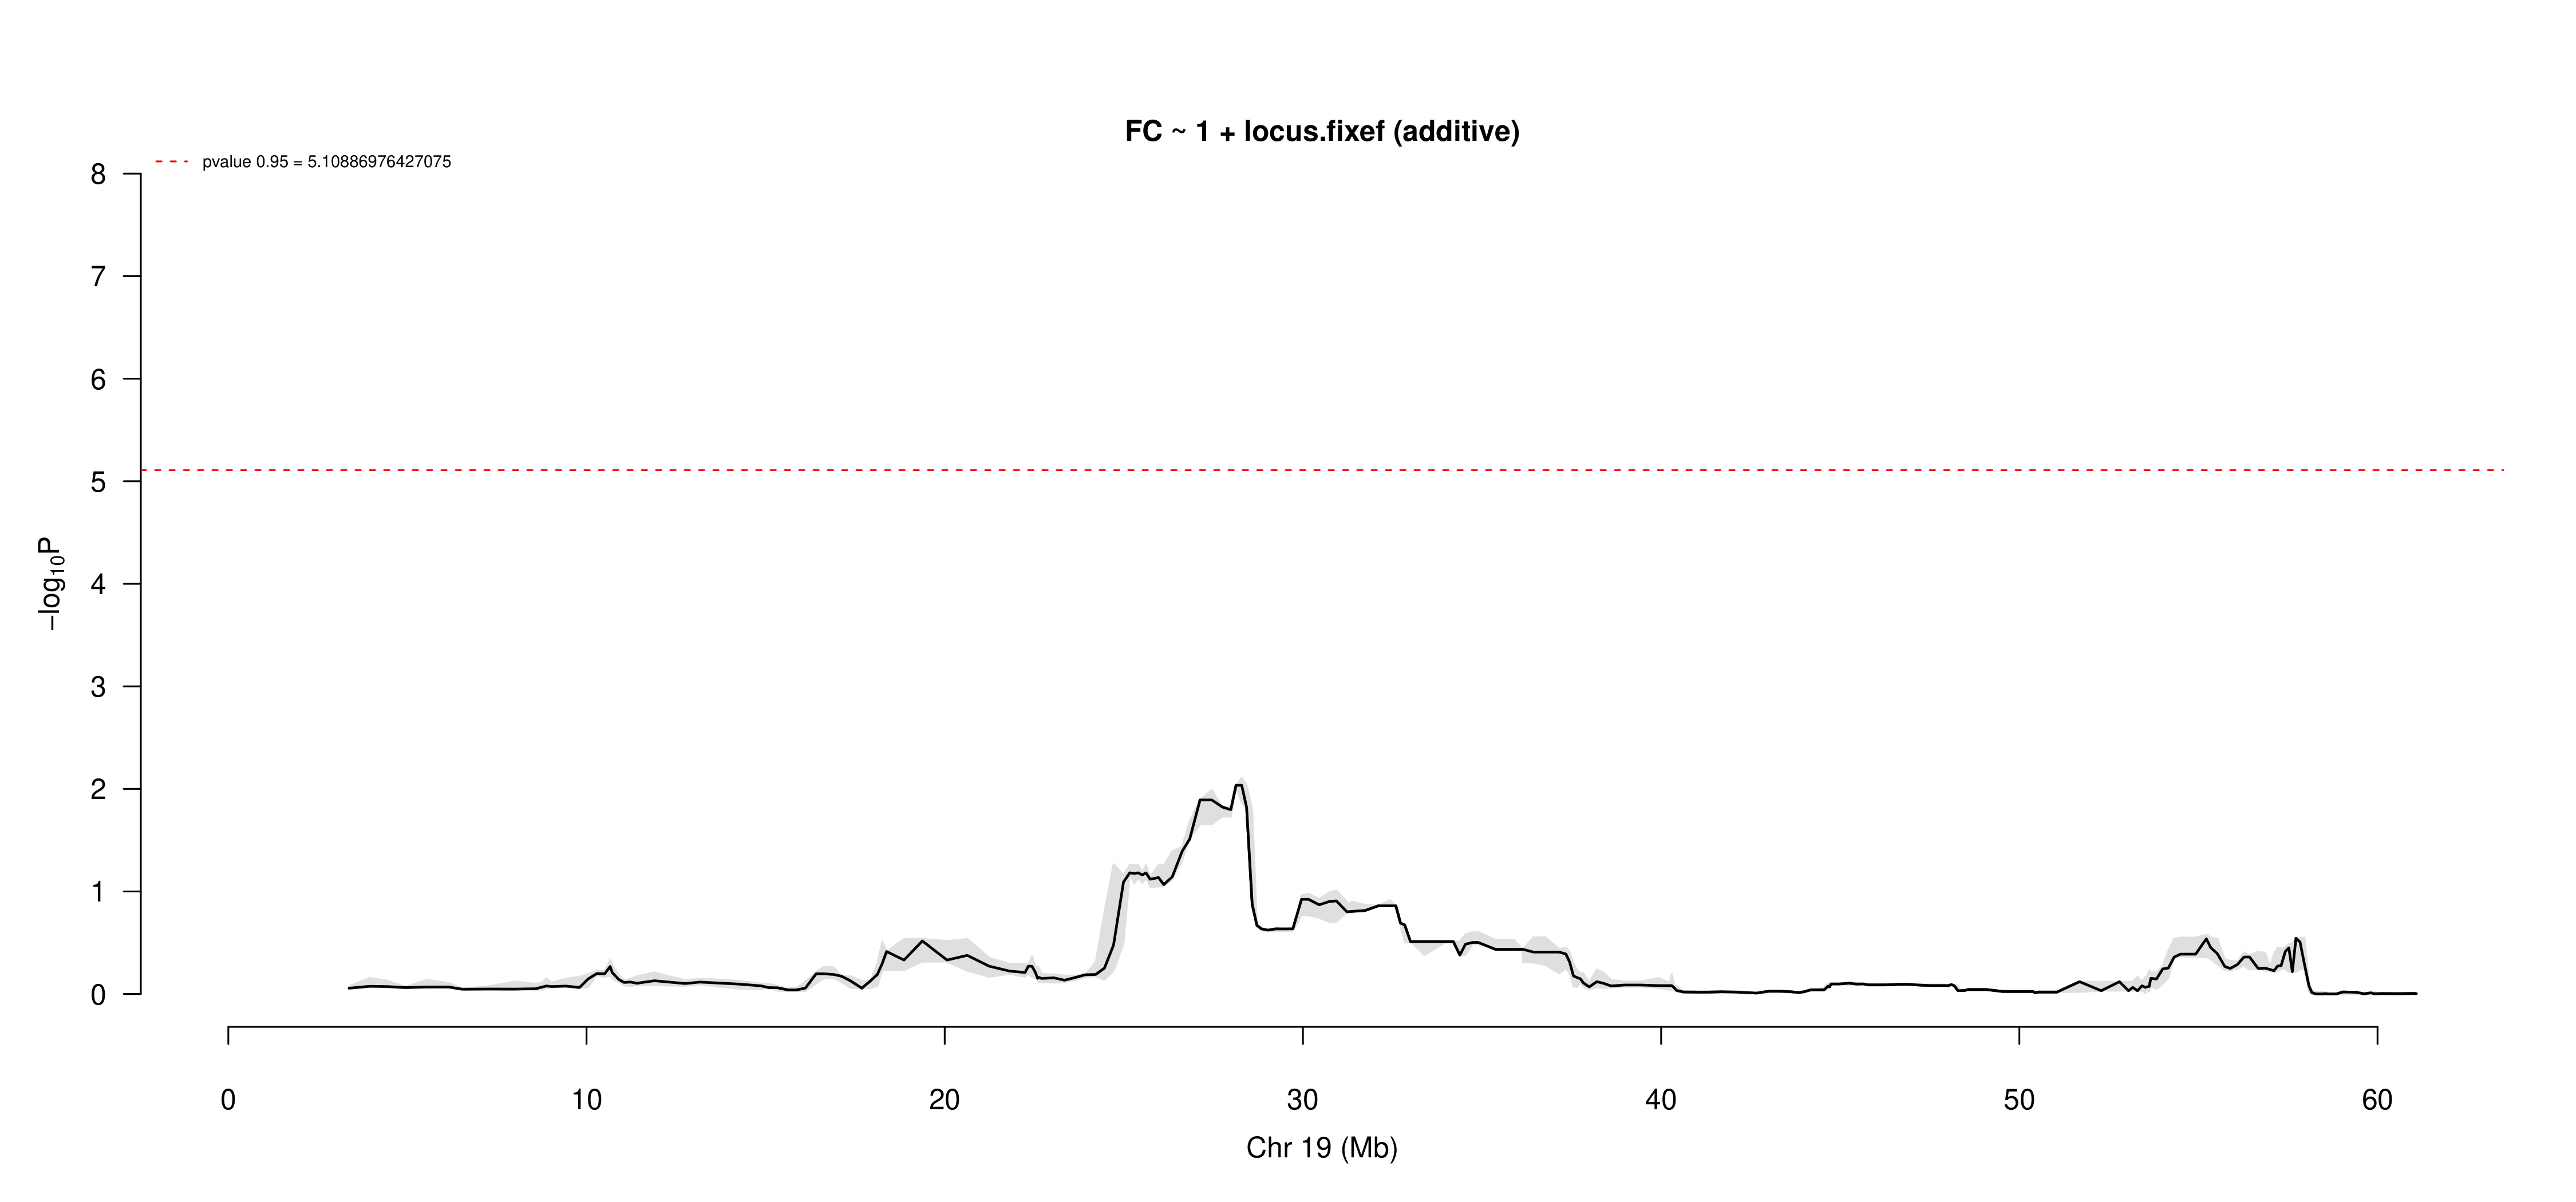 FC ~ 1 + locus.fixef (additive)
pvalue 0.95 = 5.10886976427075
8
7
6
5
4
3
2
1
0
−log10P
0 10 20 30 40 50 60
Chr 19 (Mb)